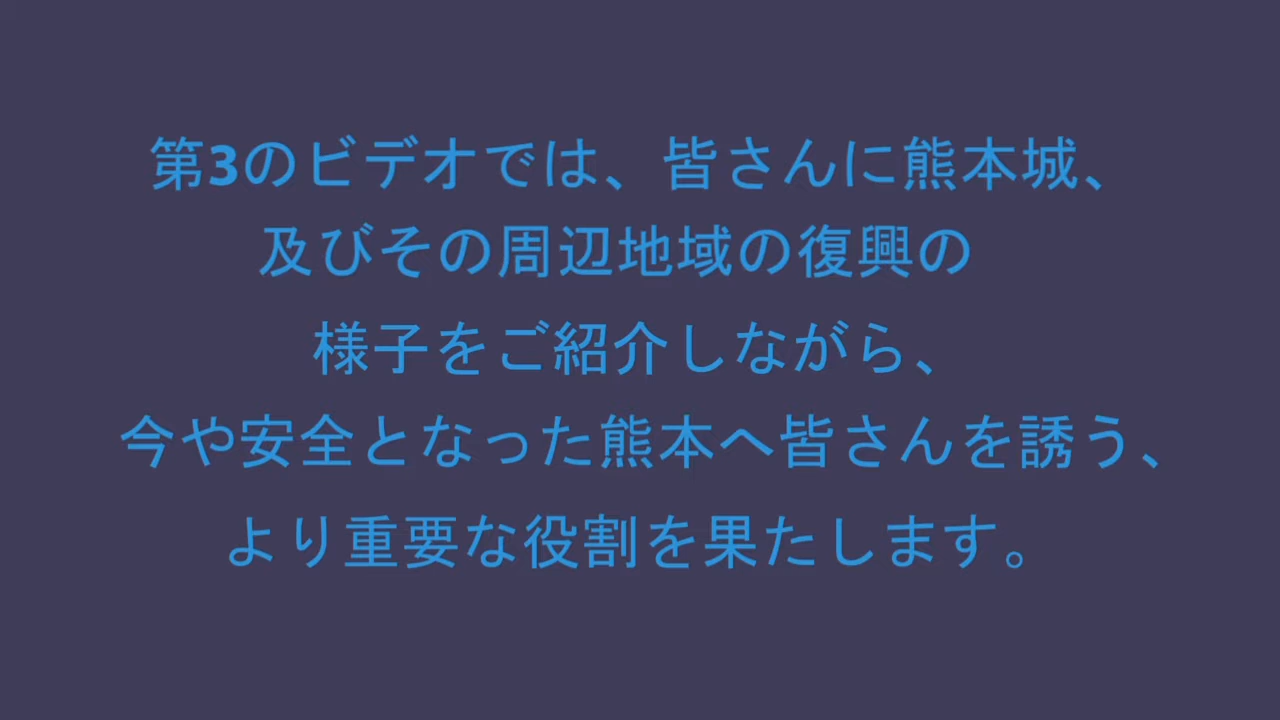 第3のビデオでは、皆さんに熊本城、
及びその周辺地域の復興の
様子をご紹介しながら、
今や安全となった熊本へ皆さんを誘う、
より重要な役割を果たします。